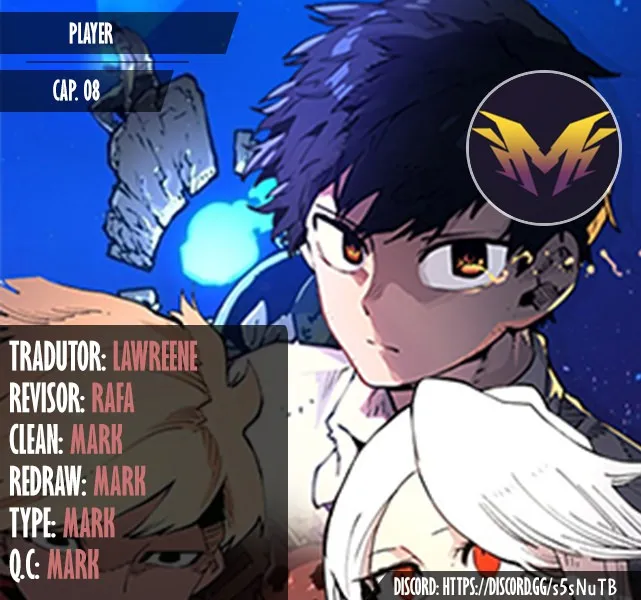 PLAYER
CAP. 08
M
TRADUTOR: LAWREENE
REVISOR: RAFA
CLEAN: MARK
REDRAW: MARK
TYPE: MARK
Q.C: MARK
DISCORD: HTTPS://DISCORD.GG/s5sNuTB